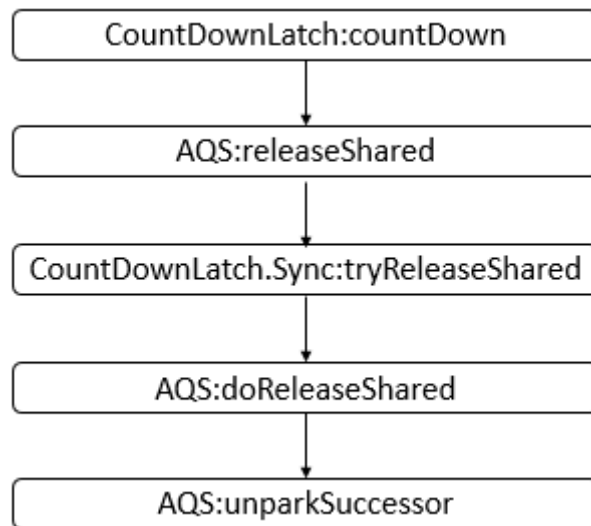 CountDownLatch:countDown
AQS:releaseShared
CountDownLatch.Sync:tryReleaseShared
AQS:doReleaseShared
AQS:unparkSuccessor